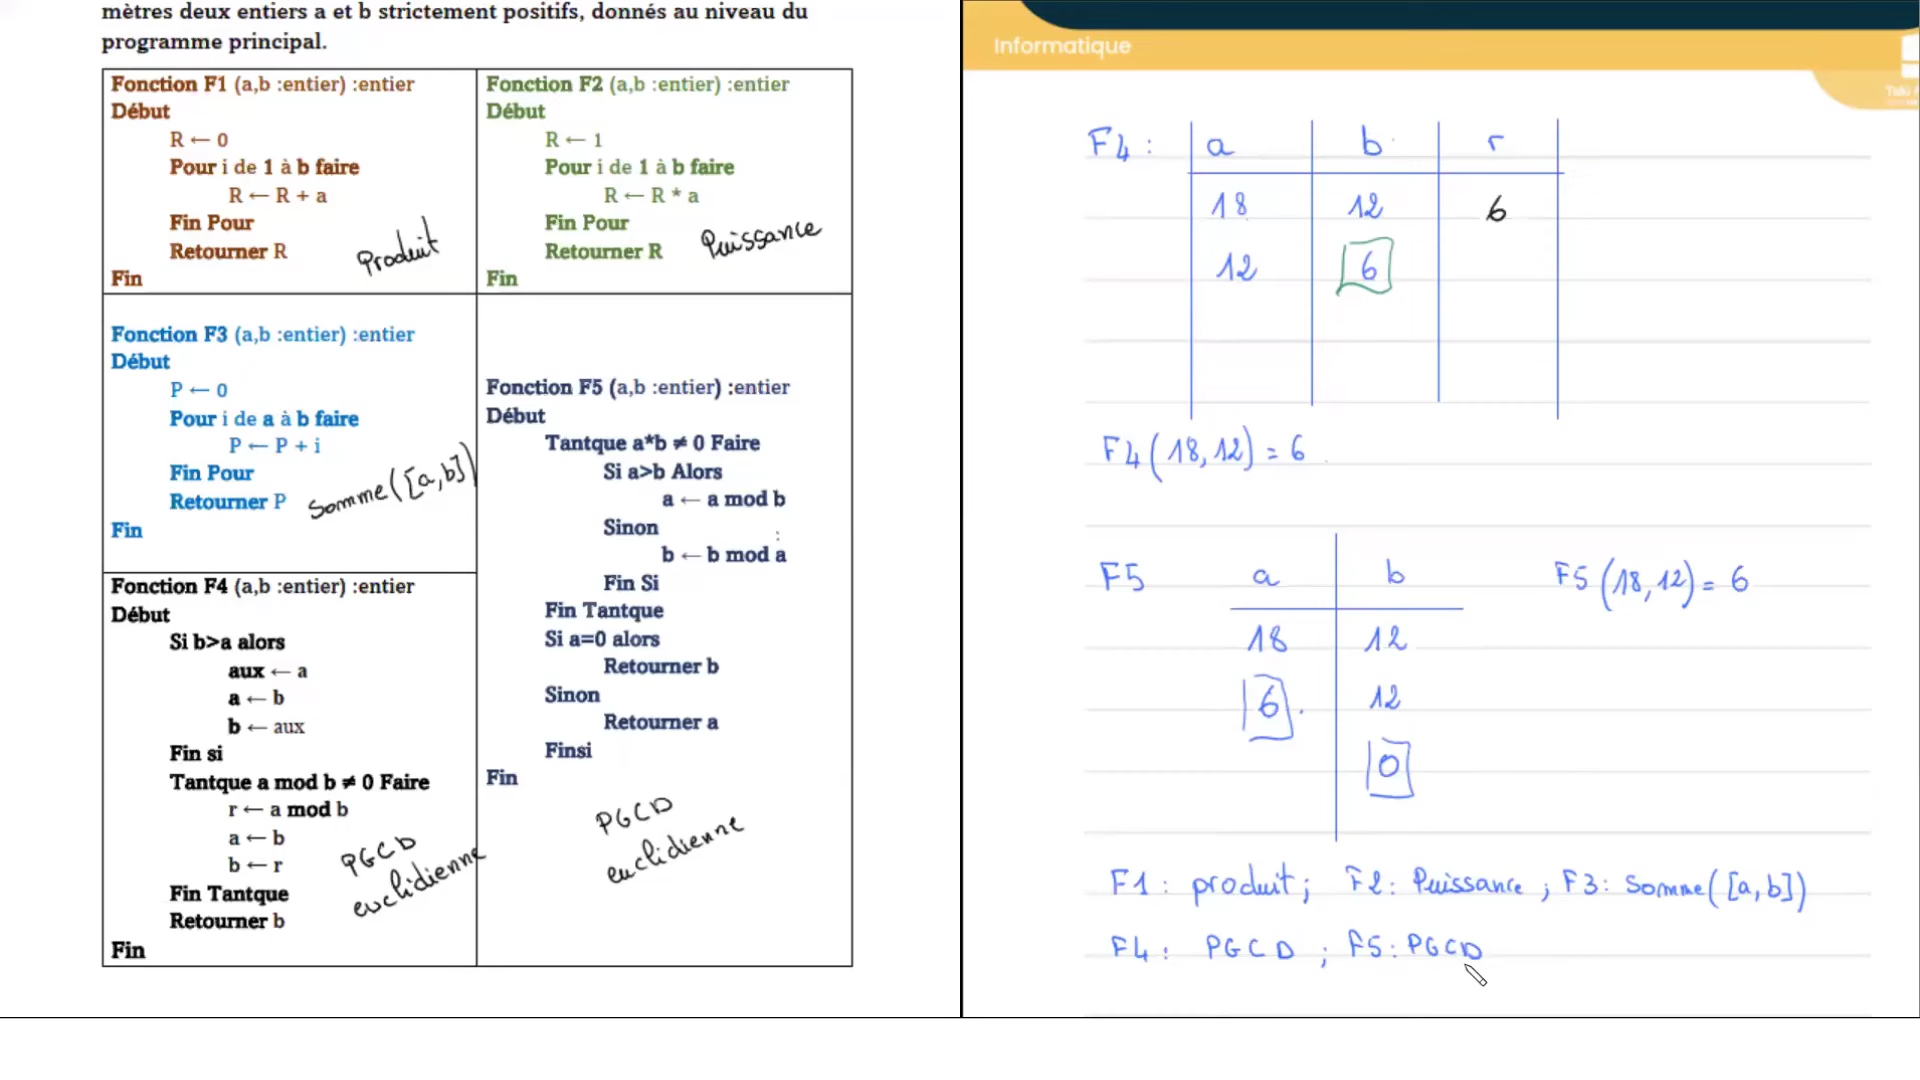 mètres deux entiers a et b strictement positifs, donnés au niveau du
programme principal.
Fonction F1 (a,b :entier) :entier
Début
R ← 0
Pour i de 1 à b faire
R ← R + a
Fin Pour
Retourner R
Fin
Produit
Fonction F2 (a,b :entier) :entier
Début
R ← 1
Pour i de 1 à b faire
R ← R * a
Fin Pour
Retourner R
Fin
Puissance
Fonction F3 (a,b :entier) :entier
Début
P ← 0
Pour i de a à b faire
P ← P + i
Fin Pour
Retourner P
Fin
Somme([a,b])
Fonction F4 (a,b :entier) :entier
Début
Si b>a alors
aux ← a
a ← b
b ← aux
Fin si
Tantque a mod b ≠ 0 Faire
r ← a mod b
a ← b
b ← r
Fin Tantque
Retourner b
Fin
PGCD
euclidienne
Fonction F5 (a,b :entier) :entier
Début
Tantque a*b ≠ 0 Faire
Si a>b Alors
a ← a mod b
Sinon
b ← b mod a
Fin Si
Fin Tantque
Si a=0 alors
Retourner b
Sinon
Retourner a
Finsi
Fin
PGCD
euclidienne
Informatique
F4 : a b r
18 12 6
12 6
F4(18,12) = 6
F5 a b F5(18,12) = 6
18 12
6 12
0
F1 : produit ; F2 : Puissance ; F3 : Somme([a,b])
F4 : PGCD ; F5 : PGCD